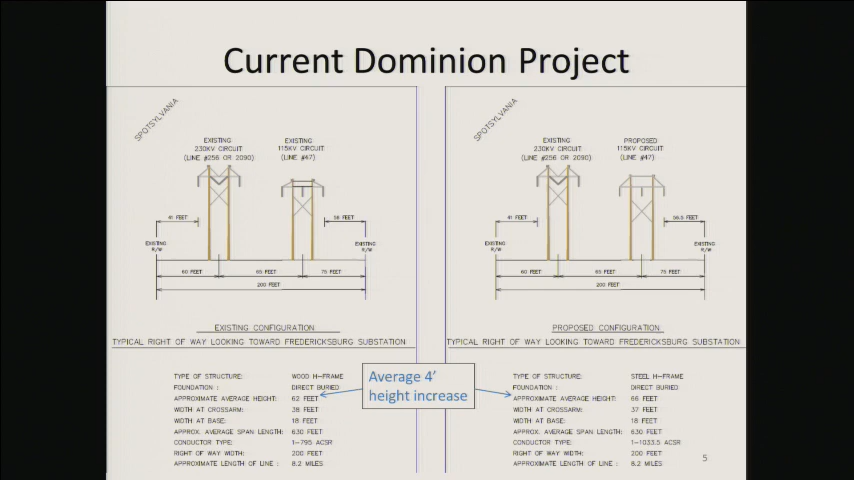 Current Dominion Project
SPOTSYLVANIA
EXISTING
230KV CIRCUIT
(LINE #256 OR 2090)
EXISTING
115KV CIRCUIT
(LINE #47)
41 FEET
EXISTING
R/W
60 FEET
65 FEET
75 FEET
200 FEET
EXISTING
R/W
EXISTING CONFIGURATION
TYPICAL RIGHT OF WAY LOOKING TOWARD FREDERICKSBURG SUBSTATION
TYPE OF STRUCTURE: WOOD H-FRAME
FOUNDATION : DIRECT BURIED
APPROXIMATE AVERAGE HEIGHT: 62 FEET
WIDTH AT CROSSARM: 38 FEET
WIDTH AT BASE: 18 FEET
APPROX. AVERAGE SPAN LENGTH: 630 FEET
CONDUCTOR TYPE: 1-795 ACSR
RIGHT OF WAY WIDTH: 200 FEET
APPROXIMATE LENGTH OF LINE : 8.2 MILES
Average 4'
height increase
SPOTSYLVANIA
EXISTING
230KV CIRCUIT
(LINE #256 OR 2090)
PROPOSED
115KV CIRCUIT
(LINE #47)
41 FEET
56.5 FEET
EXISTING
R/W
60 FEET
65 FEET
75 FEET
200 FEET
EXISTING
R/W
PROPOSED CONFIGURATION
TYPICAL RIGHT OF WAY LOOKING TOWARD FREDERICKSBURG SUBSTATION
TYPE OF STRUCTURE: STEEL H-FRAME
FOUNDATION : DIRECT BURIED
APPROXIMATE AVERAGE HEIGHT: 66 FEET
WIDTH AT CROSSARM: 37 FEET
WIDTH AT BASE: 18 FEET
APPROX. AVERAGE SPAN LENGTH: 630 FEET
CONDUCTOR TYPE: 1-1033.5 ACSR
RIGHT OF WAY WIDTH: 200 FEET
APPROXIMATE LENGTH OF LINE : 8.2 MILES
5